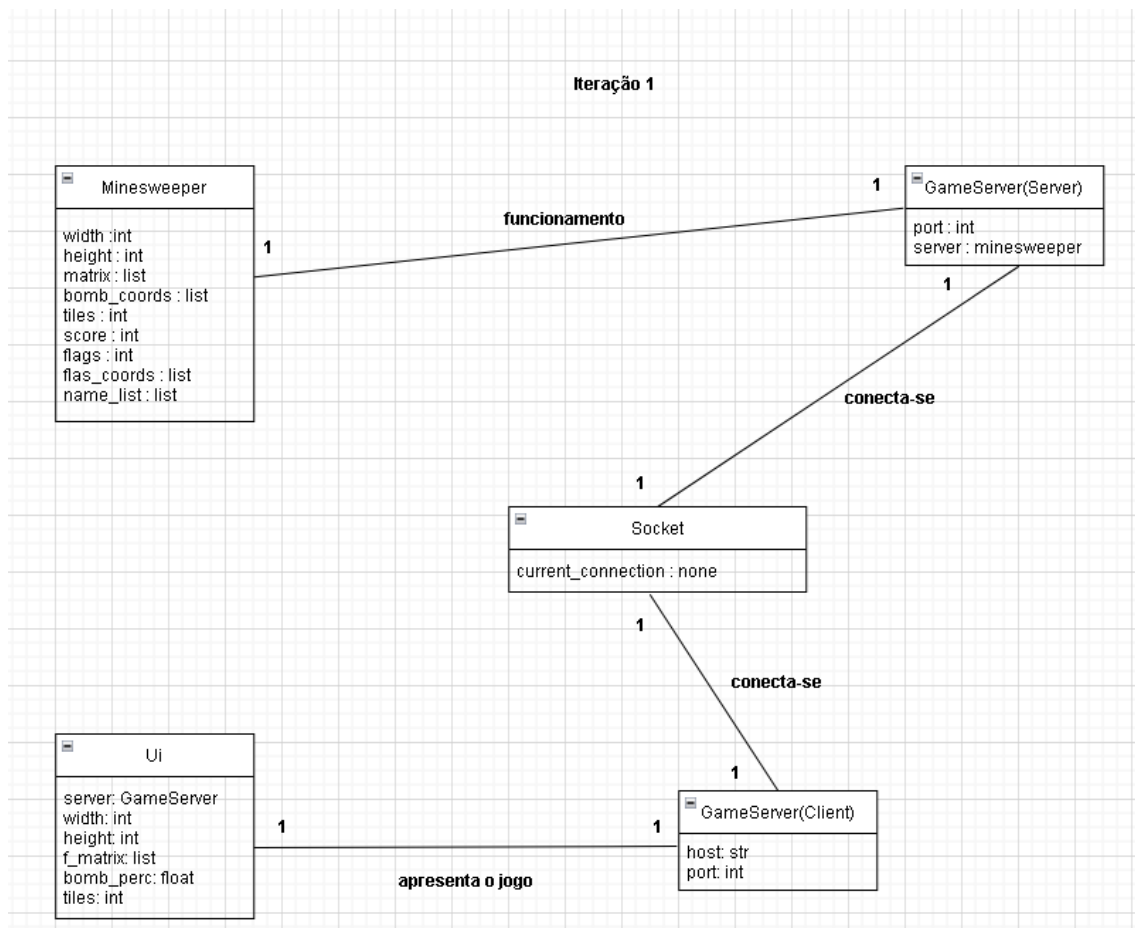 Iteração 1
Minesweeper
width :int
height : int
matrix : list
bomb_coords : list
tiles : int
score : int
flags : int
flas_coords : list
name_list : list
1
funcionamento
1
GameServer(Server)
port : int
server : minesweeper
1
conecta-se
1
Socket
current_connection : none
1
conecta-se
1
Ui
server: GameServer
width: int
height: int
f_matrix: list
bomb_perc: float
tiles: int
1
apresenta o jogo
1
GameServer(Client)
host: str
port: int